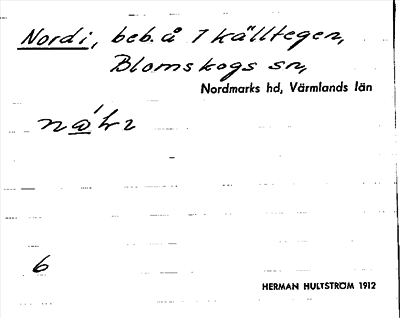 Nordi, beb. å 7 källtegen,
Blomskogs sn,
Nordmarks hd, Värmlands län
6
HERMAN HULTSTRÖM 1912